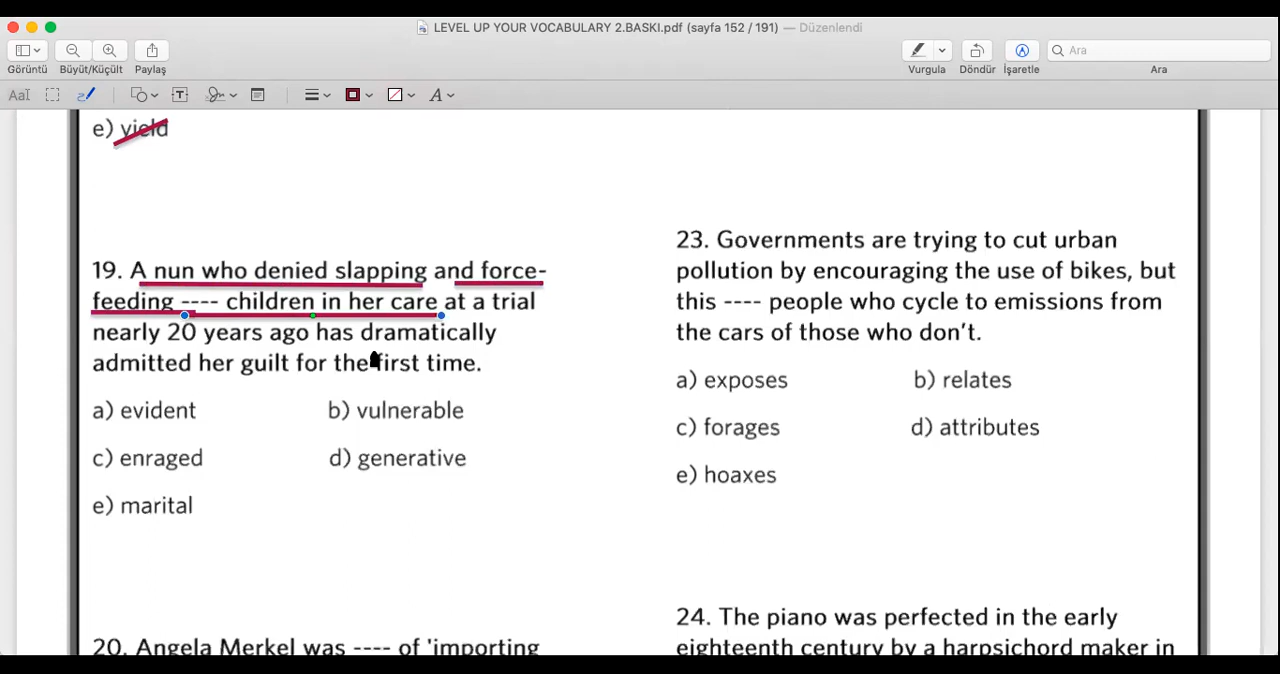 LEVEL UP YOUR VOCABULARY 2.BASKI.pdf (sayfa 152 / 191) — Düzenlendi
Görüntü Büyüt/Küçült Paylaş Vurgula Döndür İşaretle Ara
Ara
AaI T A
e) yield
19. A nun who denied slapping and force-
feeding ---- children in her care at a trial
nearly 20 years ago has dramatically
admitted her guilt for the first time.
a) evident b) vulnerable
c) enraged d) generative
e) marital
20. Angela Merkel was ---- of 'importing
23. Governments are trying to cut urban
pollution by encouraging the use of bikes, but
this ---- people who cycle to emissions from
the cars of those who don't.
a) exposes b) relates
c) forages d) attributes
e) hoaxes
24. The piano was perfected in the early
eighteenth century by a harpsichord maker in